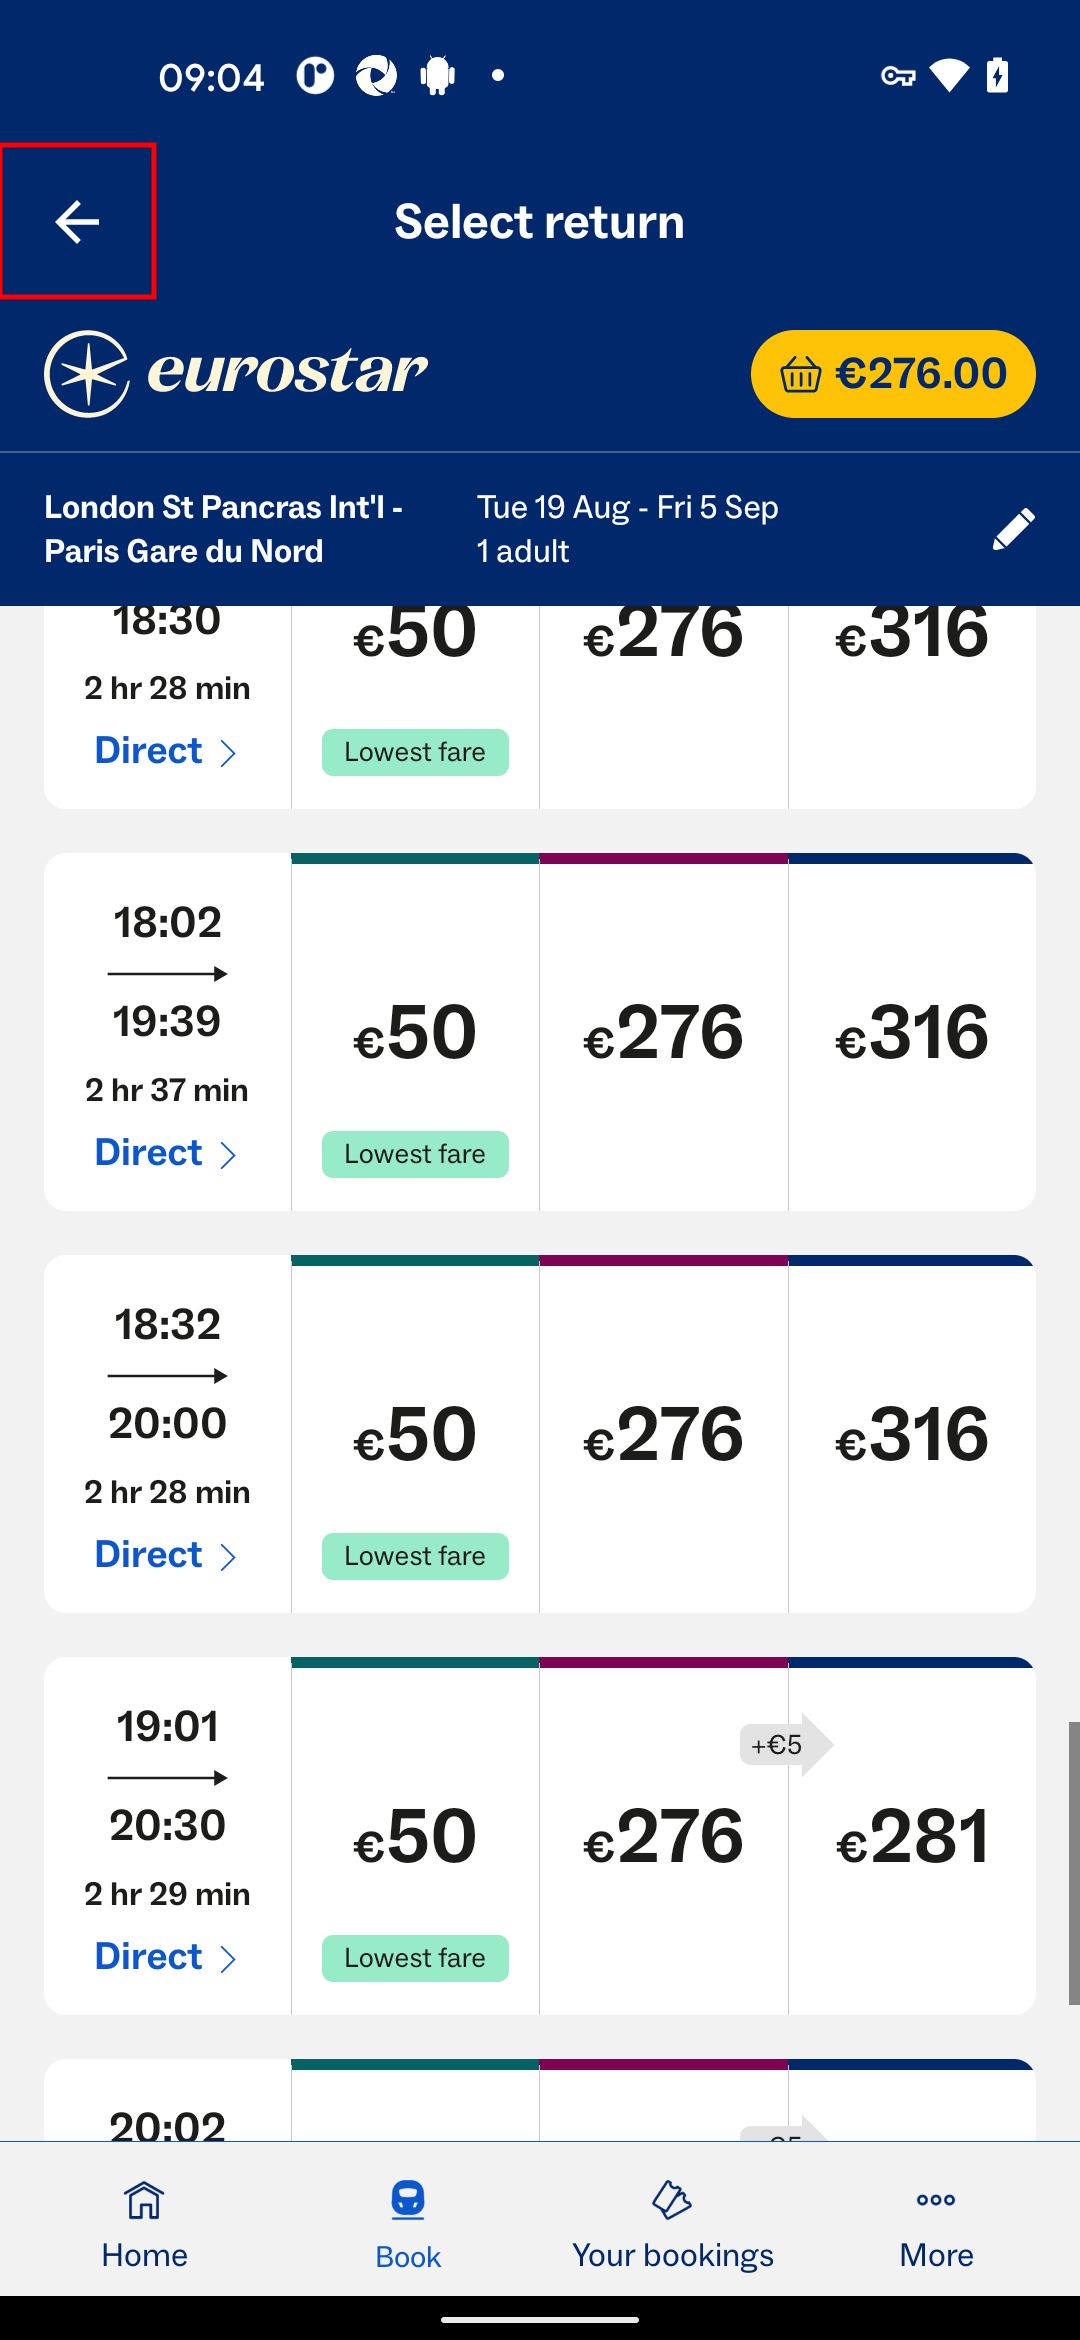 09:04
Select return
eurostar
€276.00
London St Pancras Int'l -
Paris Gare du Nord
Tue 19 Aug - Fri 5 Sep
1 adult
18:30
2 hr 28 min
Direct
€50
Lowest fare
€276
€316
18:02
19:39
2 hr 37 min
Direct
€50
Lowest fare
€276
€316
18:32
20:00
2 hr 28 min
Direct
€50
Lowest fare
€276
€316
19:01
20:30
2 hr 29 min
Direct
€50
Lowest fare
€276
+€5
€281
20:02
Home
Book
Your bookings
More